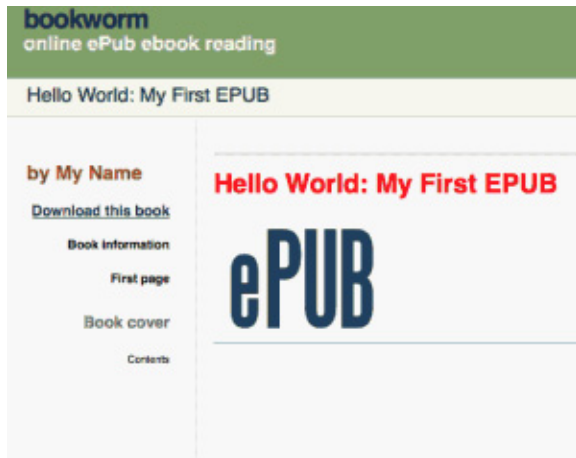 bookworm
online ePub ebook reading
Hello World: My First EPUB
by My Name
Download this book
Book information
First page
Book cover
Contents
Hello World: My First EPUB
ePUB